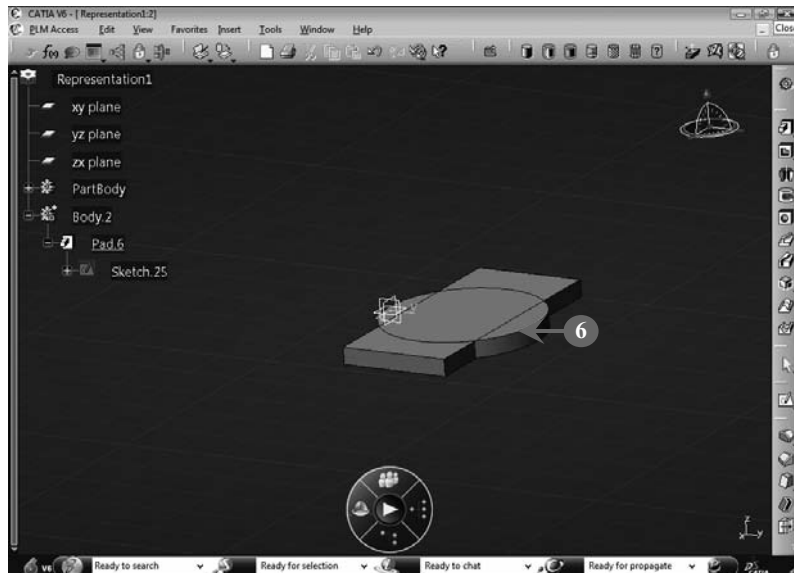 CATIA V6 - [ Representation1:2]
PLM Access Edit View Favorites Insert Tools Window Help
Close
f(x)
Representation1
xy plane
yz plane
zx plane
PartBody
Body.2
Pad.6
Sketch.25
6
z
x y
V6 Ready to search Ready for selection Ready to chat Ready for propagate
CATIA